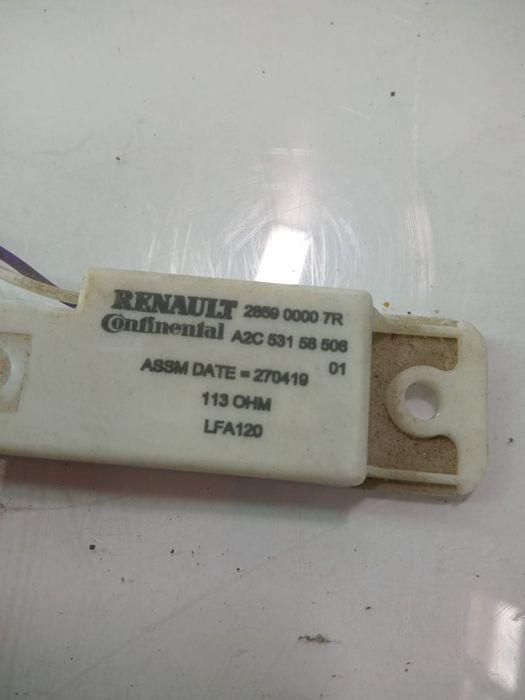 RENAULT 2859 0000 7R
Continental A2C 531 58 506
01
ASSM DATE = 270419
113 OHM
LFA120